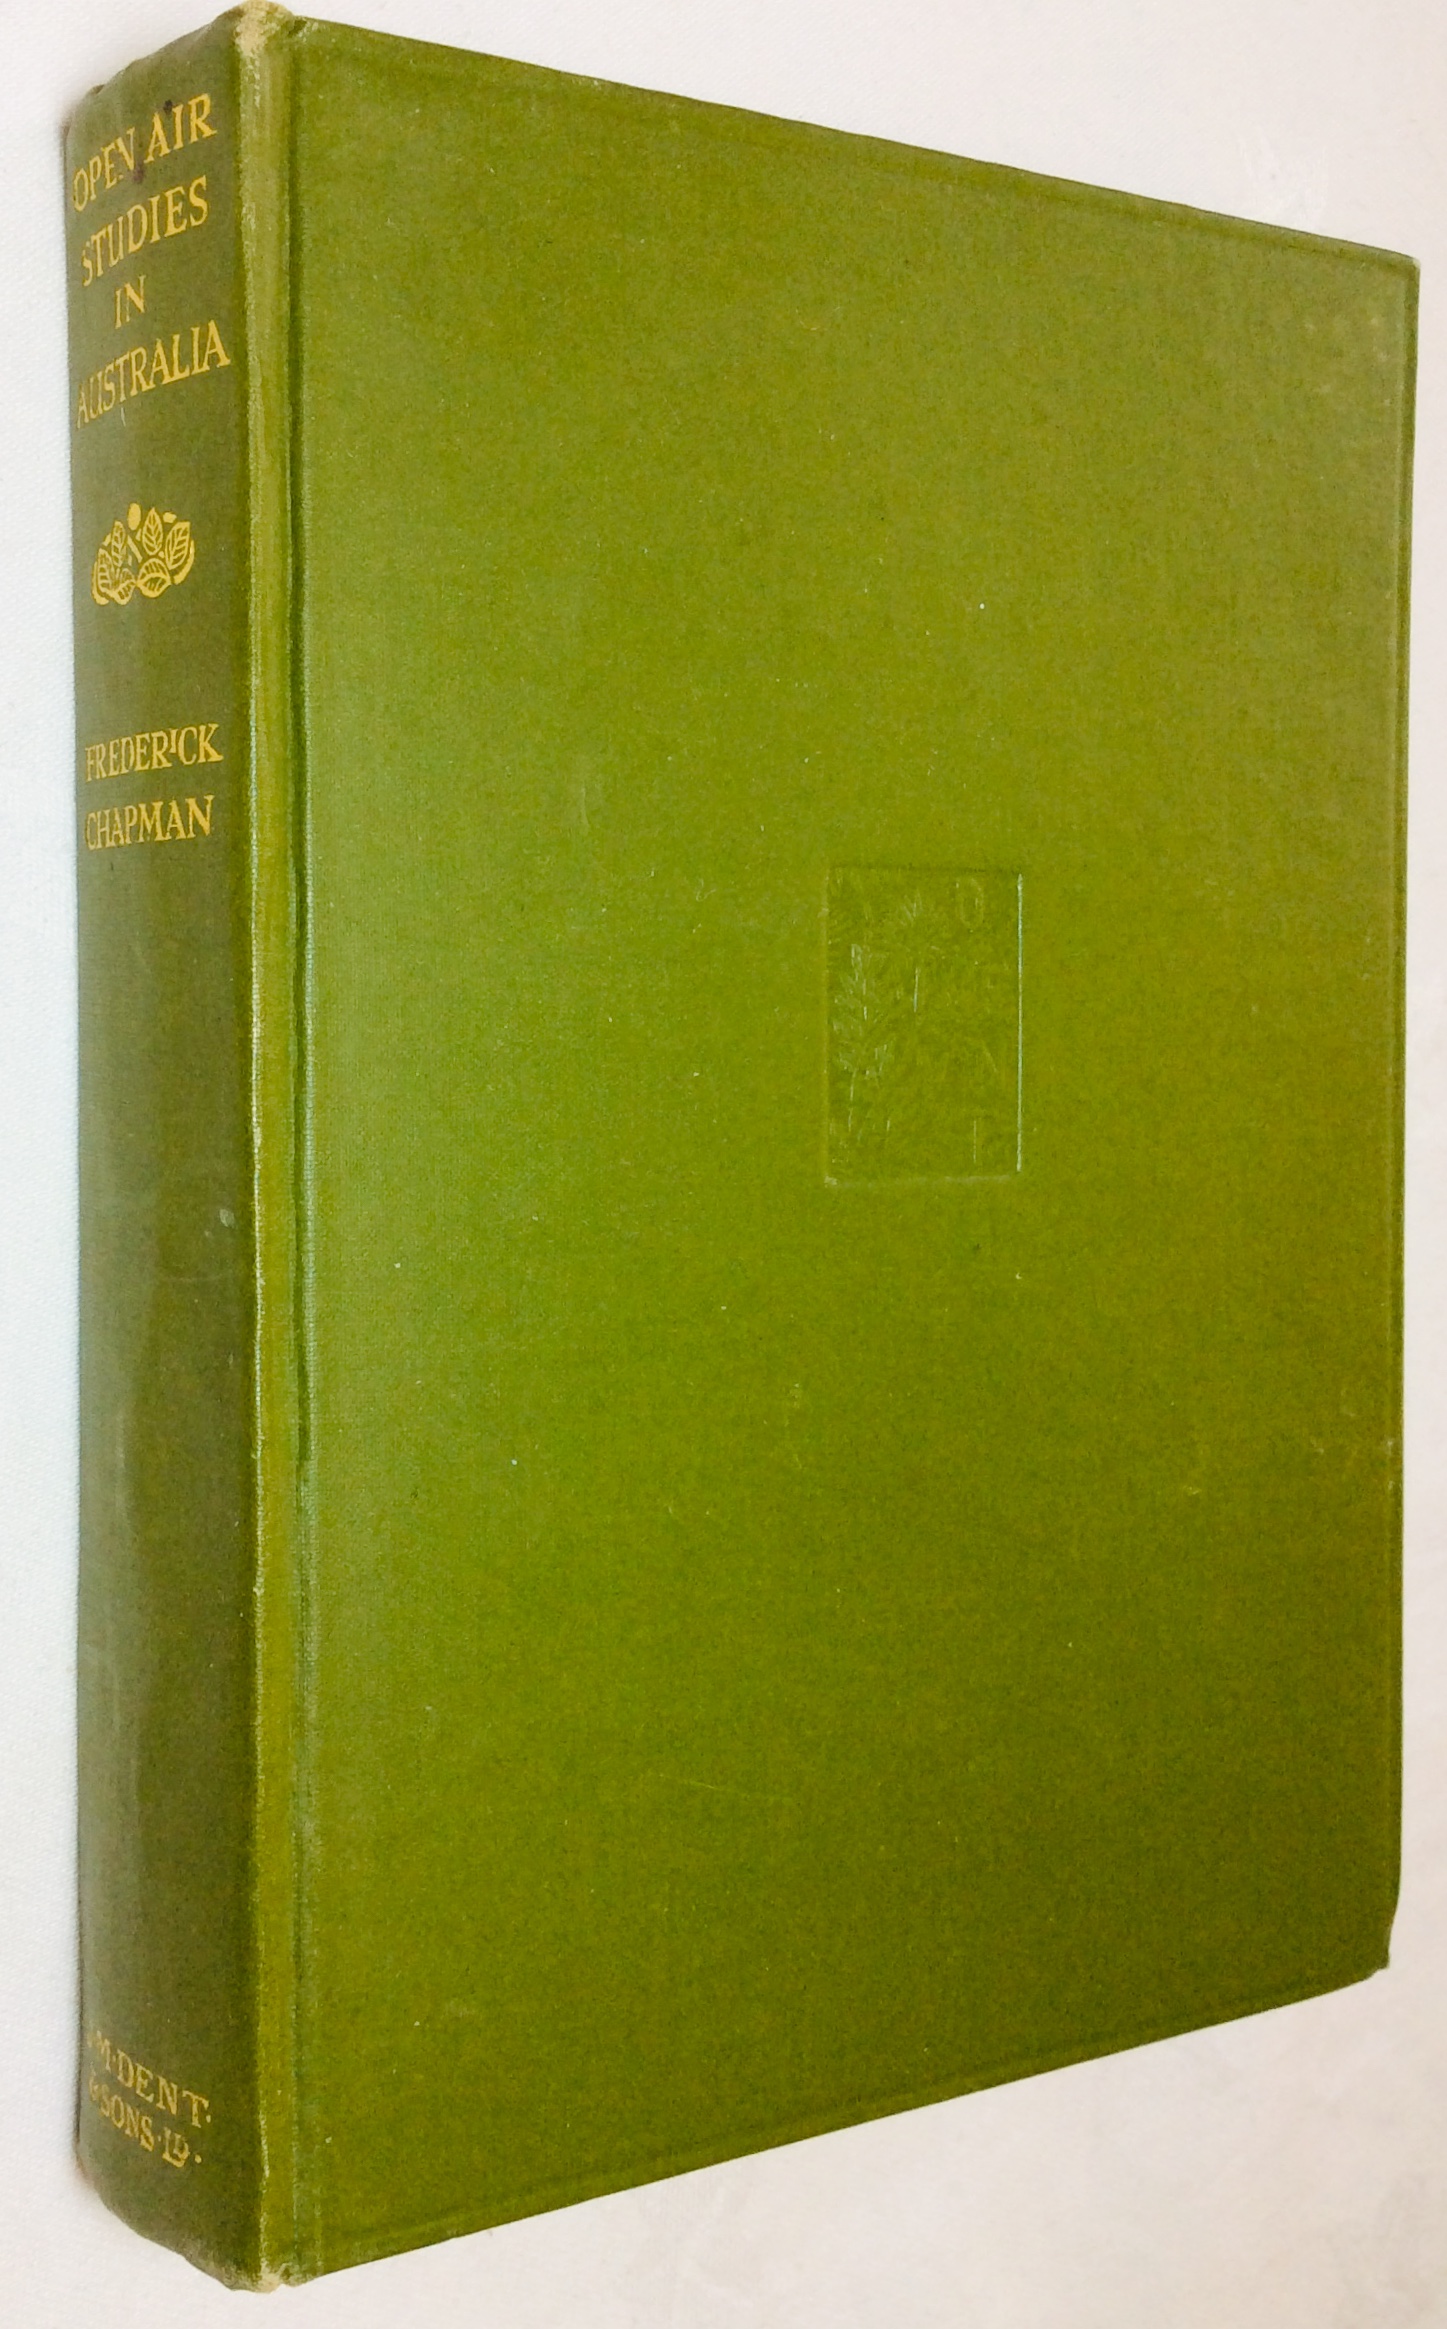 OPEN AIR
STUDIES
IN
AUSTRALIA
FREDERICK
CHAPMAN
M·DENT·
& SONS·LD.
O
I